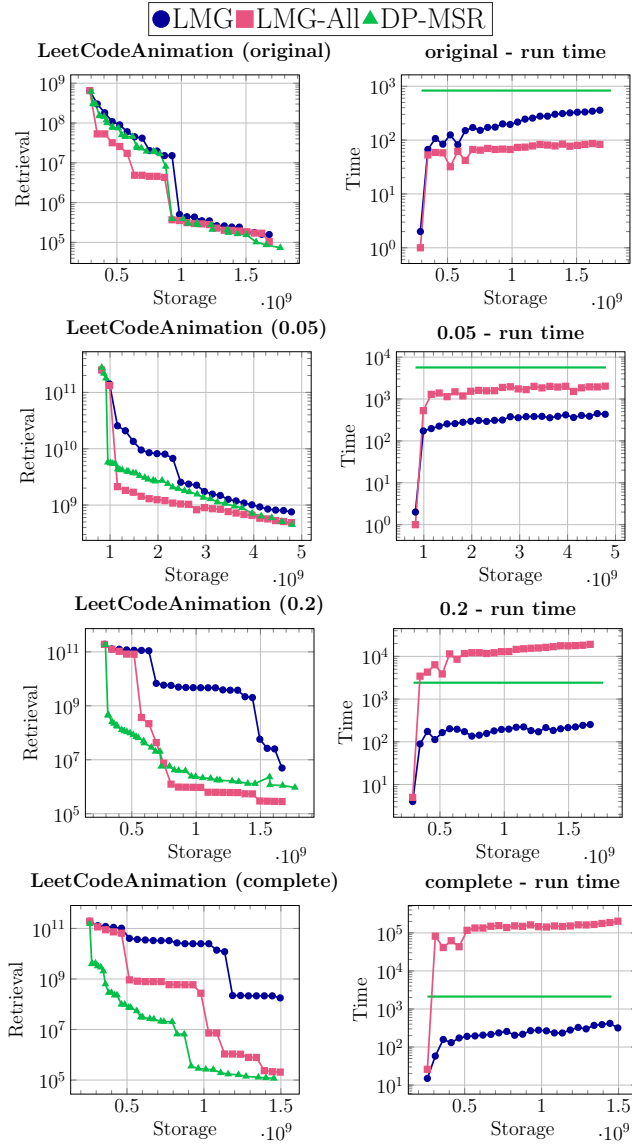 LMG LMG-All DP-MSR
LeetCodeAnimation (original)
Retrieval
10^9
10^8
10^7
10^6
10^5
0.5 1 1.5
Storage
·10^9
original - run time
Time
10^3
10^2
10^1
10^0
0.5 1 1.5
Storage
·10^9
LeetCodeAnimation (0.05)
Retrieval
10^11
10^10
10^9
1 2 3 4 5
Storage
·10^9
0.05 - run time
Time
10^4
10^3
10^2
10^1
10^0
1 2 3 4 5
Storage
·10^9
LeetCodeAnimation (0.2)
Retrieval
10^11
10^9
10^7
10^5
0.5 1 1.5
Storage
·10^9
0.2 - run time
Time
10^4
10^3
10^2
10^1
0.5 1 1.5
Storage
·10^9
LeetCodeAnimation (complete)
Retrieval
10^11
10^9
10^7
10^5
0.5 1 1.5
Storage
·10^9
complete - run time
Time
10^5
10^4
10^3
10^2
10^1
0.5 1 1.5
Storage
·10^9